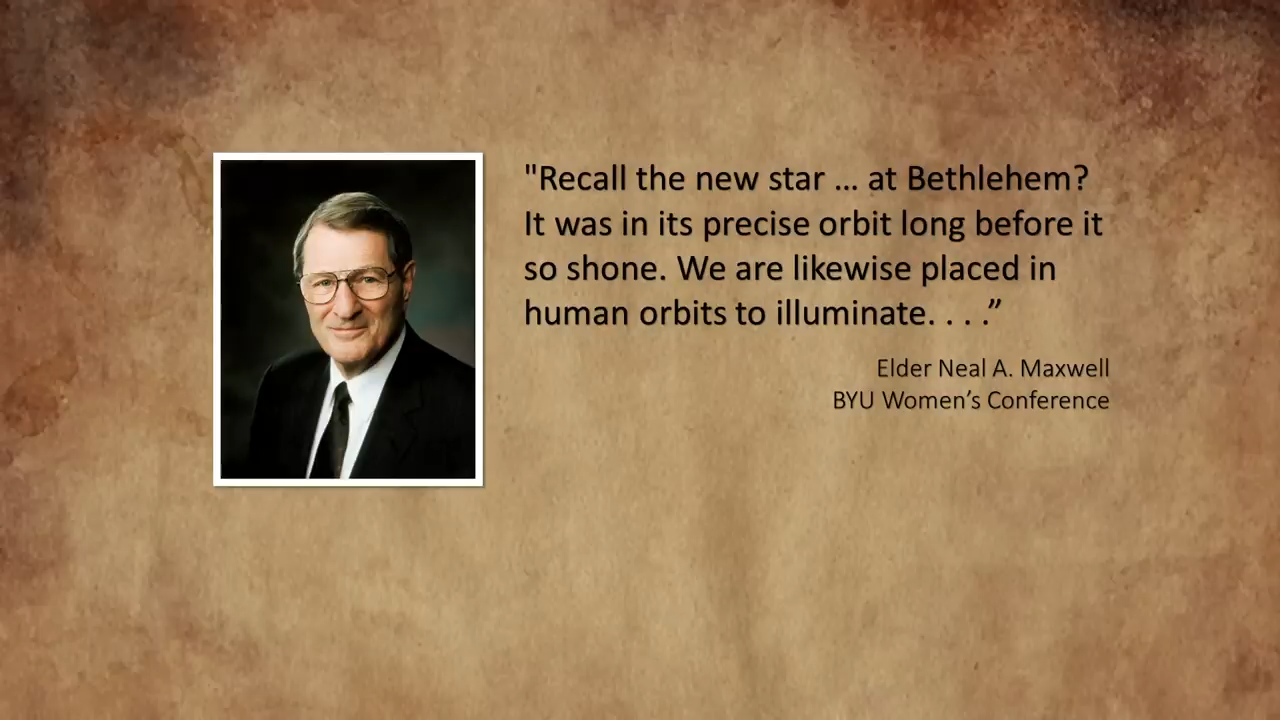 "Recall the new star ... at Bethlehem?
It was in its precise orbit long before it
so shone. We are likewise placed in
human orbits to illuminate. . . .”
Elder Neal A. Maxwell
BYU Women’s Conference